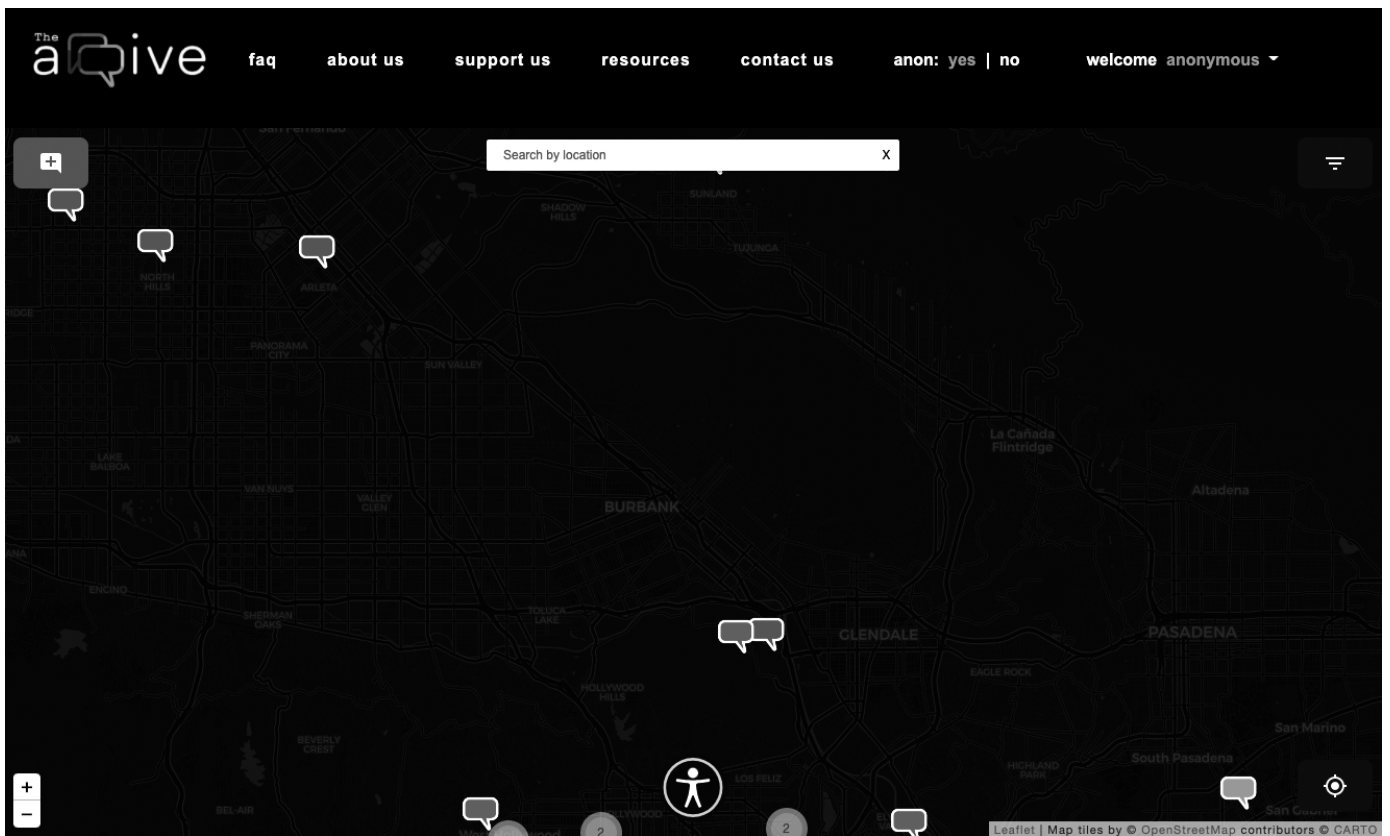 The
faq
about us
support us
resources
contact us
anon: yes | no
welcome anonymous
Search by location
X
SUNLAND
SHADOW
HILLS
TUJUNGA
NORTH
HILLS
ARLETA
PANORAMA
CITY
SUN VALLEY
La Cañada
Flintridge
LAKE
BALBOA
VAN NUYS
VALLEY
GLEN
BURBANK
Altadena
ENCINO
SHERMAN
OAKS
TOLUCA
LAKE
GLENDALE
PASADENA
EAGLE ROCK
HOLLYWOOD
HILLS
San Marino
BEVERLY
CREST
South Pasadena
HIGHLAND
PARK
LOS FELIZ
+
−
BEL-AIR
2
2
Leaflet | Map tiles by © OpenStreetMap contributors © CARTO